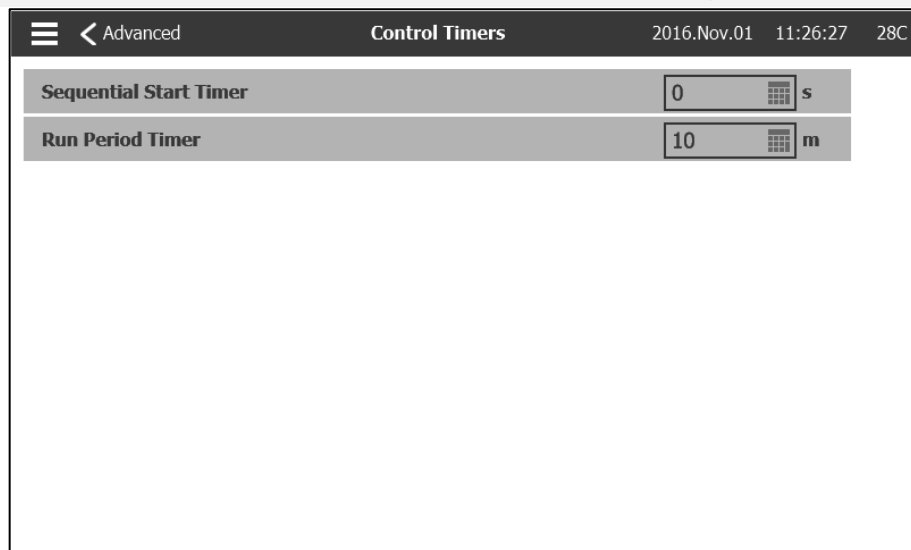 Advanced Control Timers 2016.Nov.01 11:26:27 28C
Sequential Start Timer 0 s
Run Period Timer 10 m